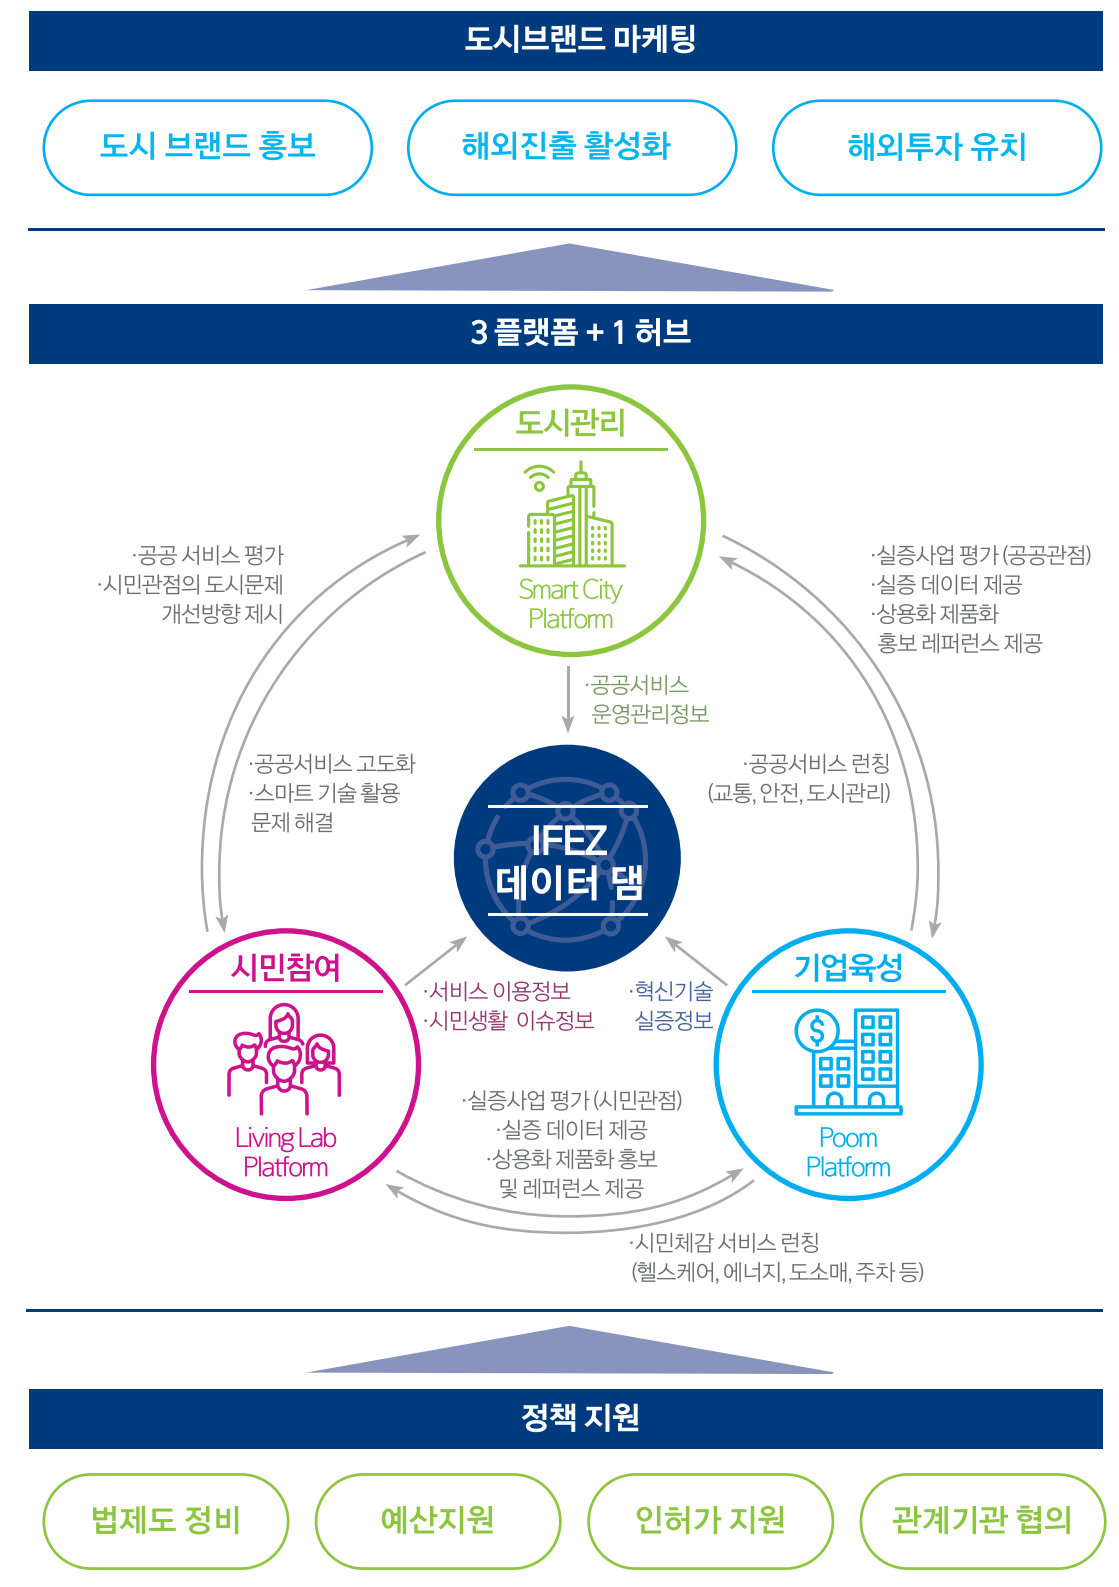 도시브랜드 마케팅
도시 브랜드 홍보
해외진출 활성화
해외투자 유치
3 플랫폼 + 1 허브
도시관리
Smart City
Platform
·공공 서비스 평가
·시민관점의 도시문제
개선방향 제시
·실증사업 평가 (공공관점)
·실증 데이터 제공
·상용화 제품화
홍보 레퍼런스 제공
·공공서비스
운영관리정보
·공공서비스 고도화
·스마트 기술 활용
문제 해결
·공공서비스 런칭
(교통, 안전, 도시관리)
IFEZ
데이터 댐
시민참여
Living Lab
Platform
·서비스 이용정보
·시민생활 이슈정보
·혁신기술
실증정보
기업육성
Poom
Platform
·실증사업 평가 (시민관점)
·실증 데이터 제공
·상용화 제품화 홍보
및 레퍼런스 제공
·시민체감 서비스 런칭
(헬스케어, 에너지, 도소매, 주차 등)
정책 지원
법제도 정비
예산지원
인허가 지원
관계기관 협의